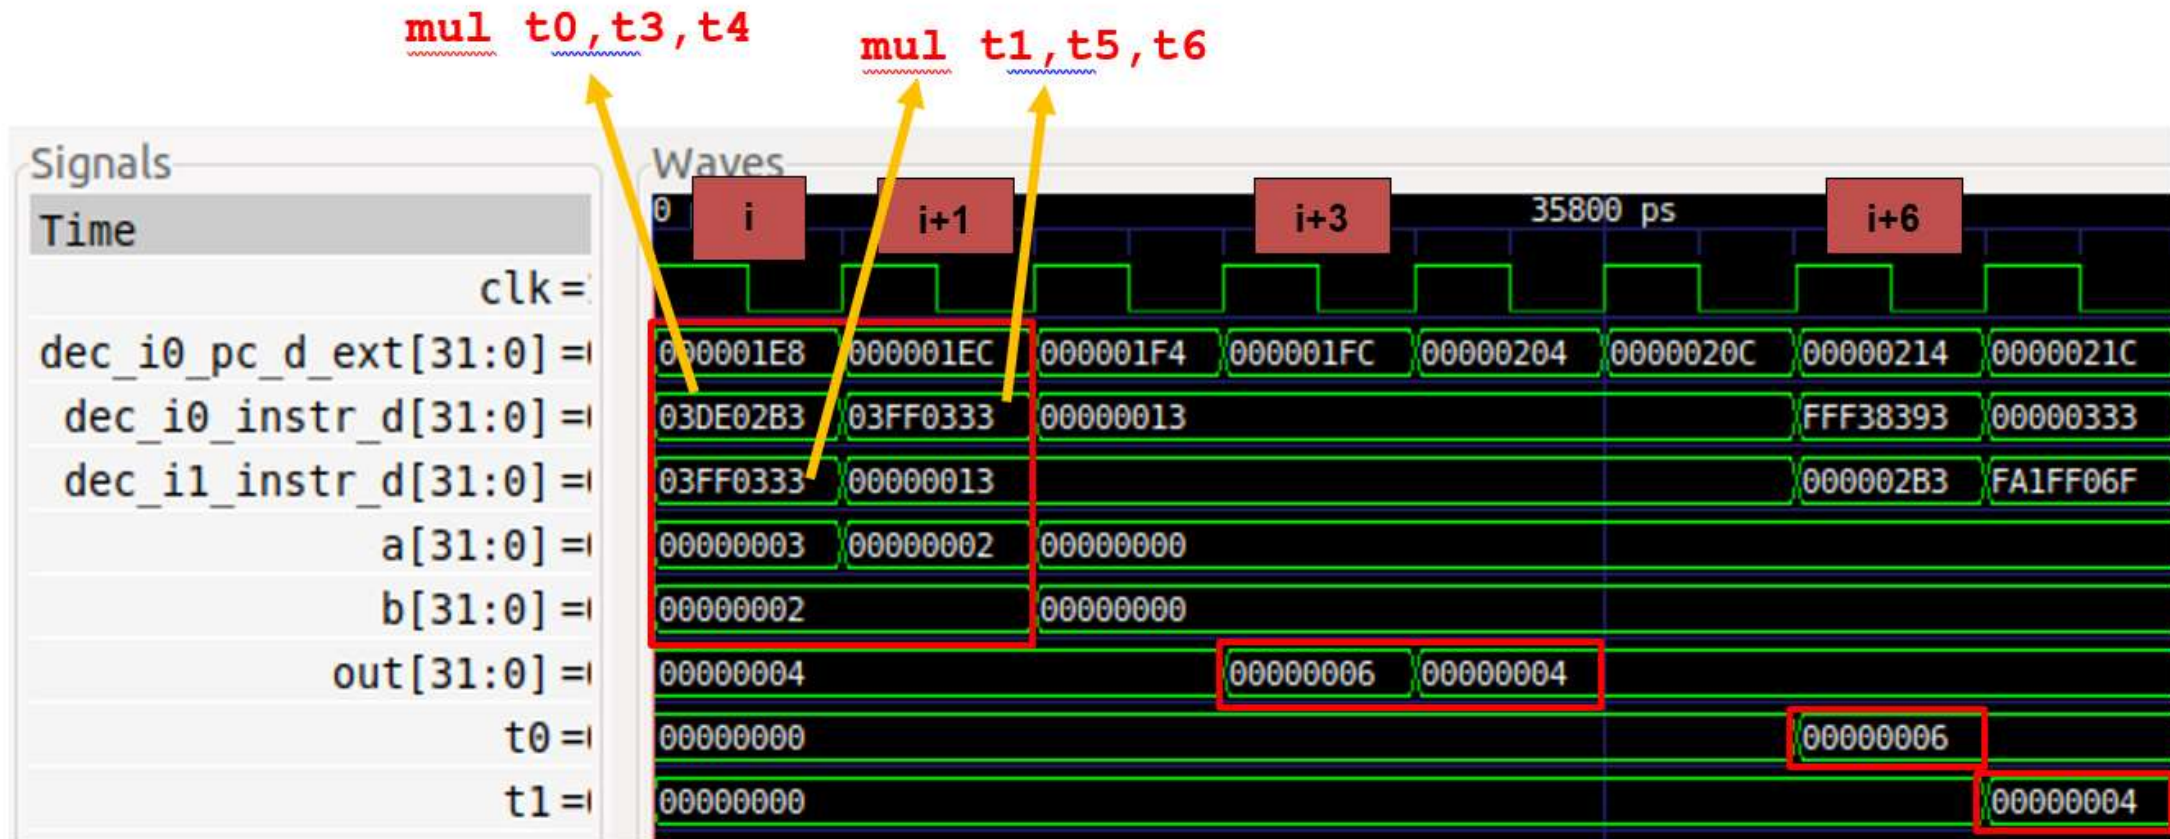 mul t0,t3,t4
mul t1,t5,t6
Signals
Waves
Time
0
i
i+1
i+3
35800 ps
i+6
clk=
dec_i0_pc_d_ext[31:0] =
000001E8 000001EC 000001F4 000001FC 00000204 0000020C 00000214 0000021C
dec_i0_instr_d[31:0] =
03DE02B3 03FF0333 00000013 FFF38393 00000333
dec_i1_instr_d[31:0] =
03FF0333 00000013 000002B3 FA1FF06F
a[31:0] =
00000003 00000002 00000000
b[31:0] =
00000002 00000000
out[31:0] =
00000004 00000006 00000004
t0 =
00000000 00000006
t1 =
00000000 00000004